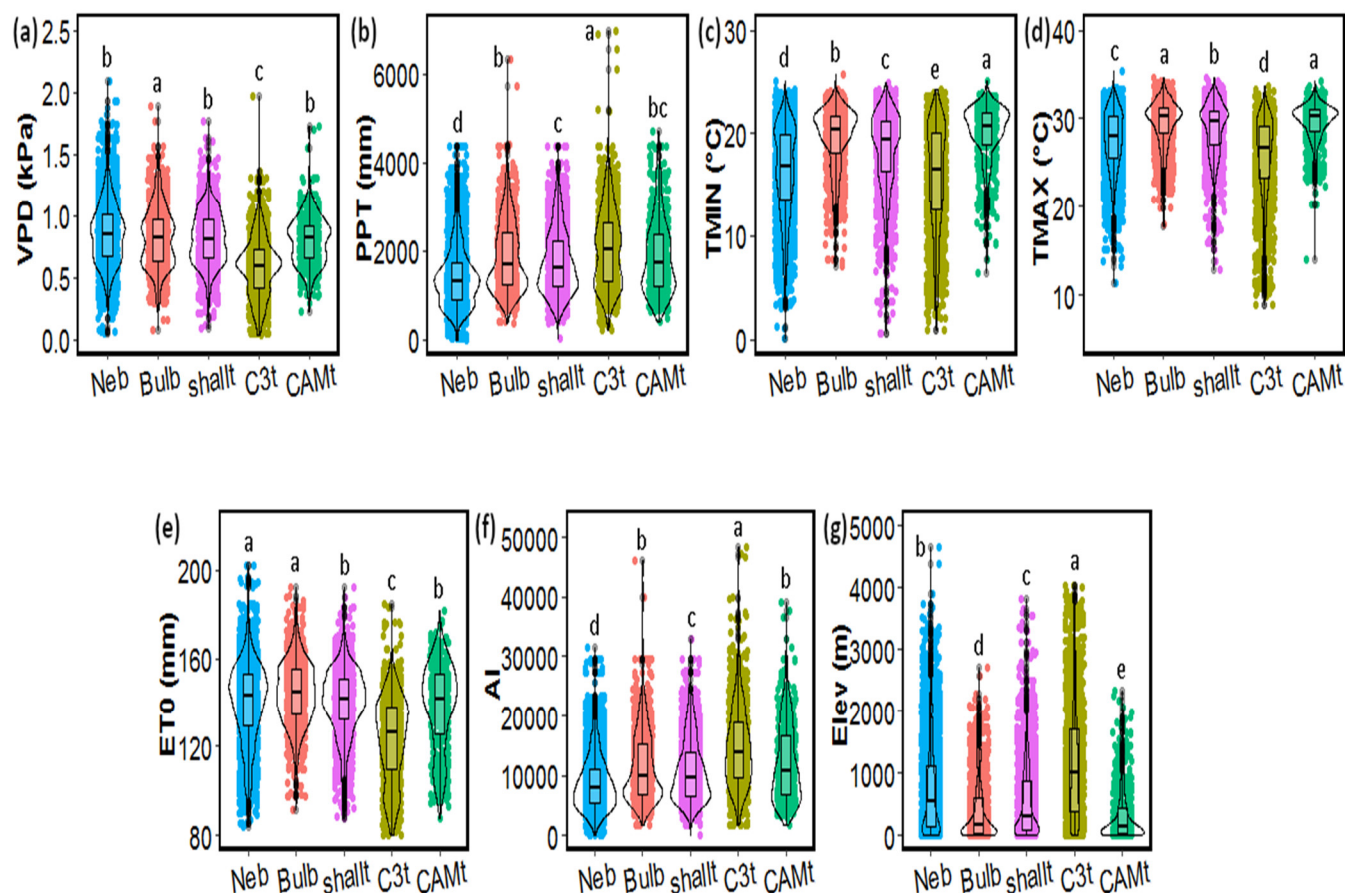 (a)
VPD (kPa)
2.5
2.0
1.5
1.0
0.5
0.0
b
a
b
c
b
Neb Bulb shallt C3t CAMt
(b)
PPT (mm)
6000
4000
2000
0
d
b
c
a
bc
Neb Bulb shallt C3t CAMt
(c)
TMIN (°C)
30
20
10
0
d
b
c
e
a
Neb Bulb shallt C3t CAMt
(d)
TMAX (°C)
40
30
20
10
c
a
b
d
a
Neb Bulb shallt C3t CAMt
(e)
ET0 (mm)
200
160
120
80
a
a
b
c
b
Neb Bulb shallt C3t CAMt
(f)
AI
50000
40000
30000
20000
10000
0
d
b
c
a
b
Neb Bulb shallt C3t CAMt
(g)
Elev (m)
5000
4000
3000
2000
1000
0
b
d
c
a
e
Neb Bulb shallt C3t CAMt